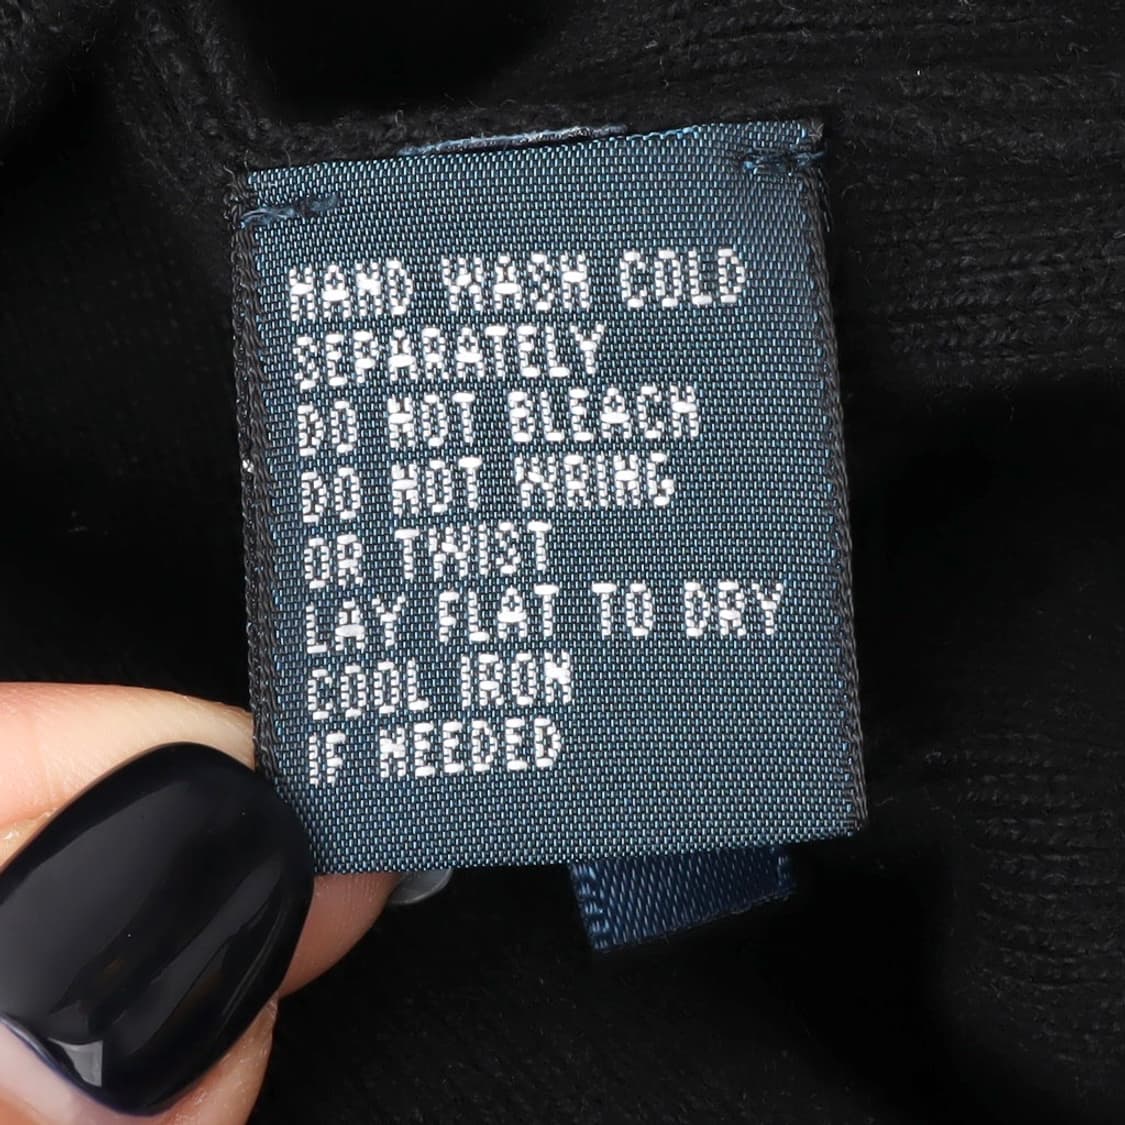 HAND WASH COLD
SEPARATELY
DO NOT BLEACH
DO NOT WRING
OR TWIST
LAY FLAT TO DRY
COOL IRON
IF NEEDED